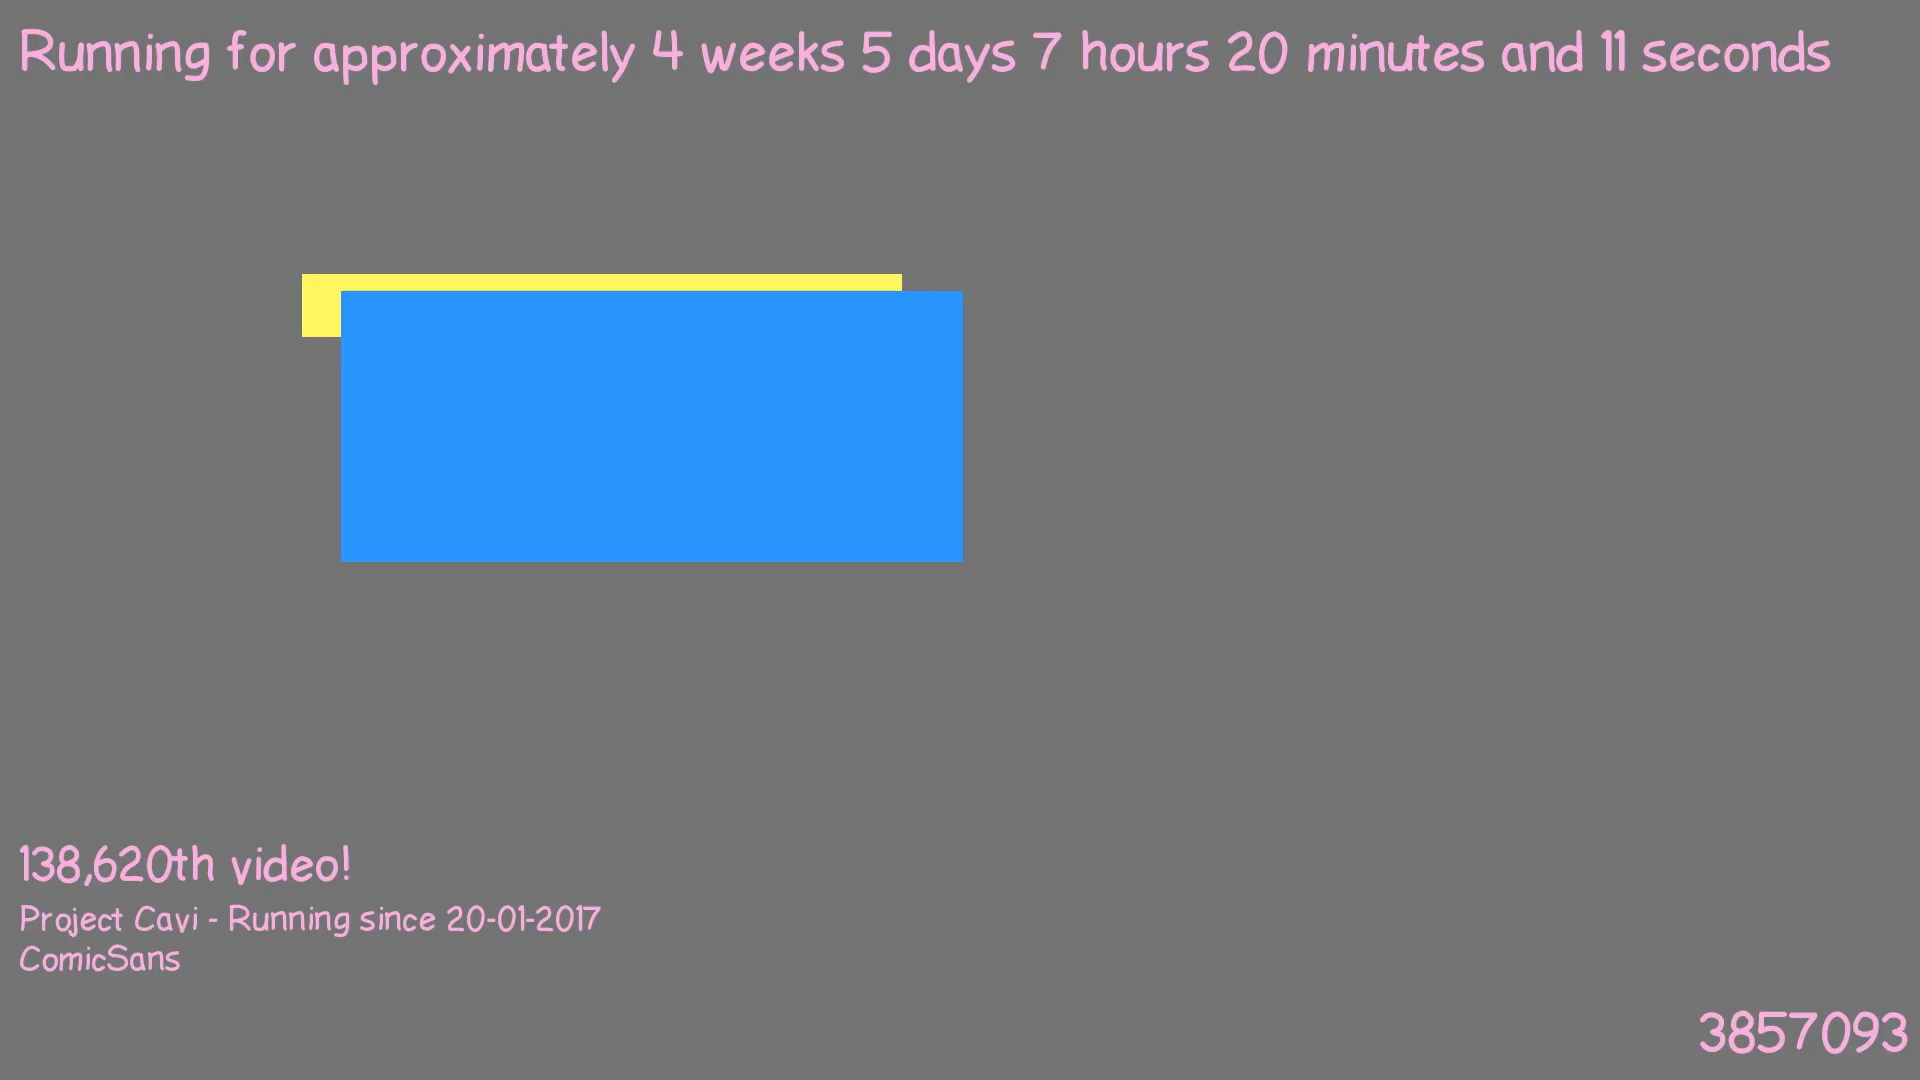 Running for approximately 4 weeks 5 days 7 hours 20 minutes and 11 seconds
138,620th video!
Project Cavi - Running since 20-01-2017
ComicSans
3857093